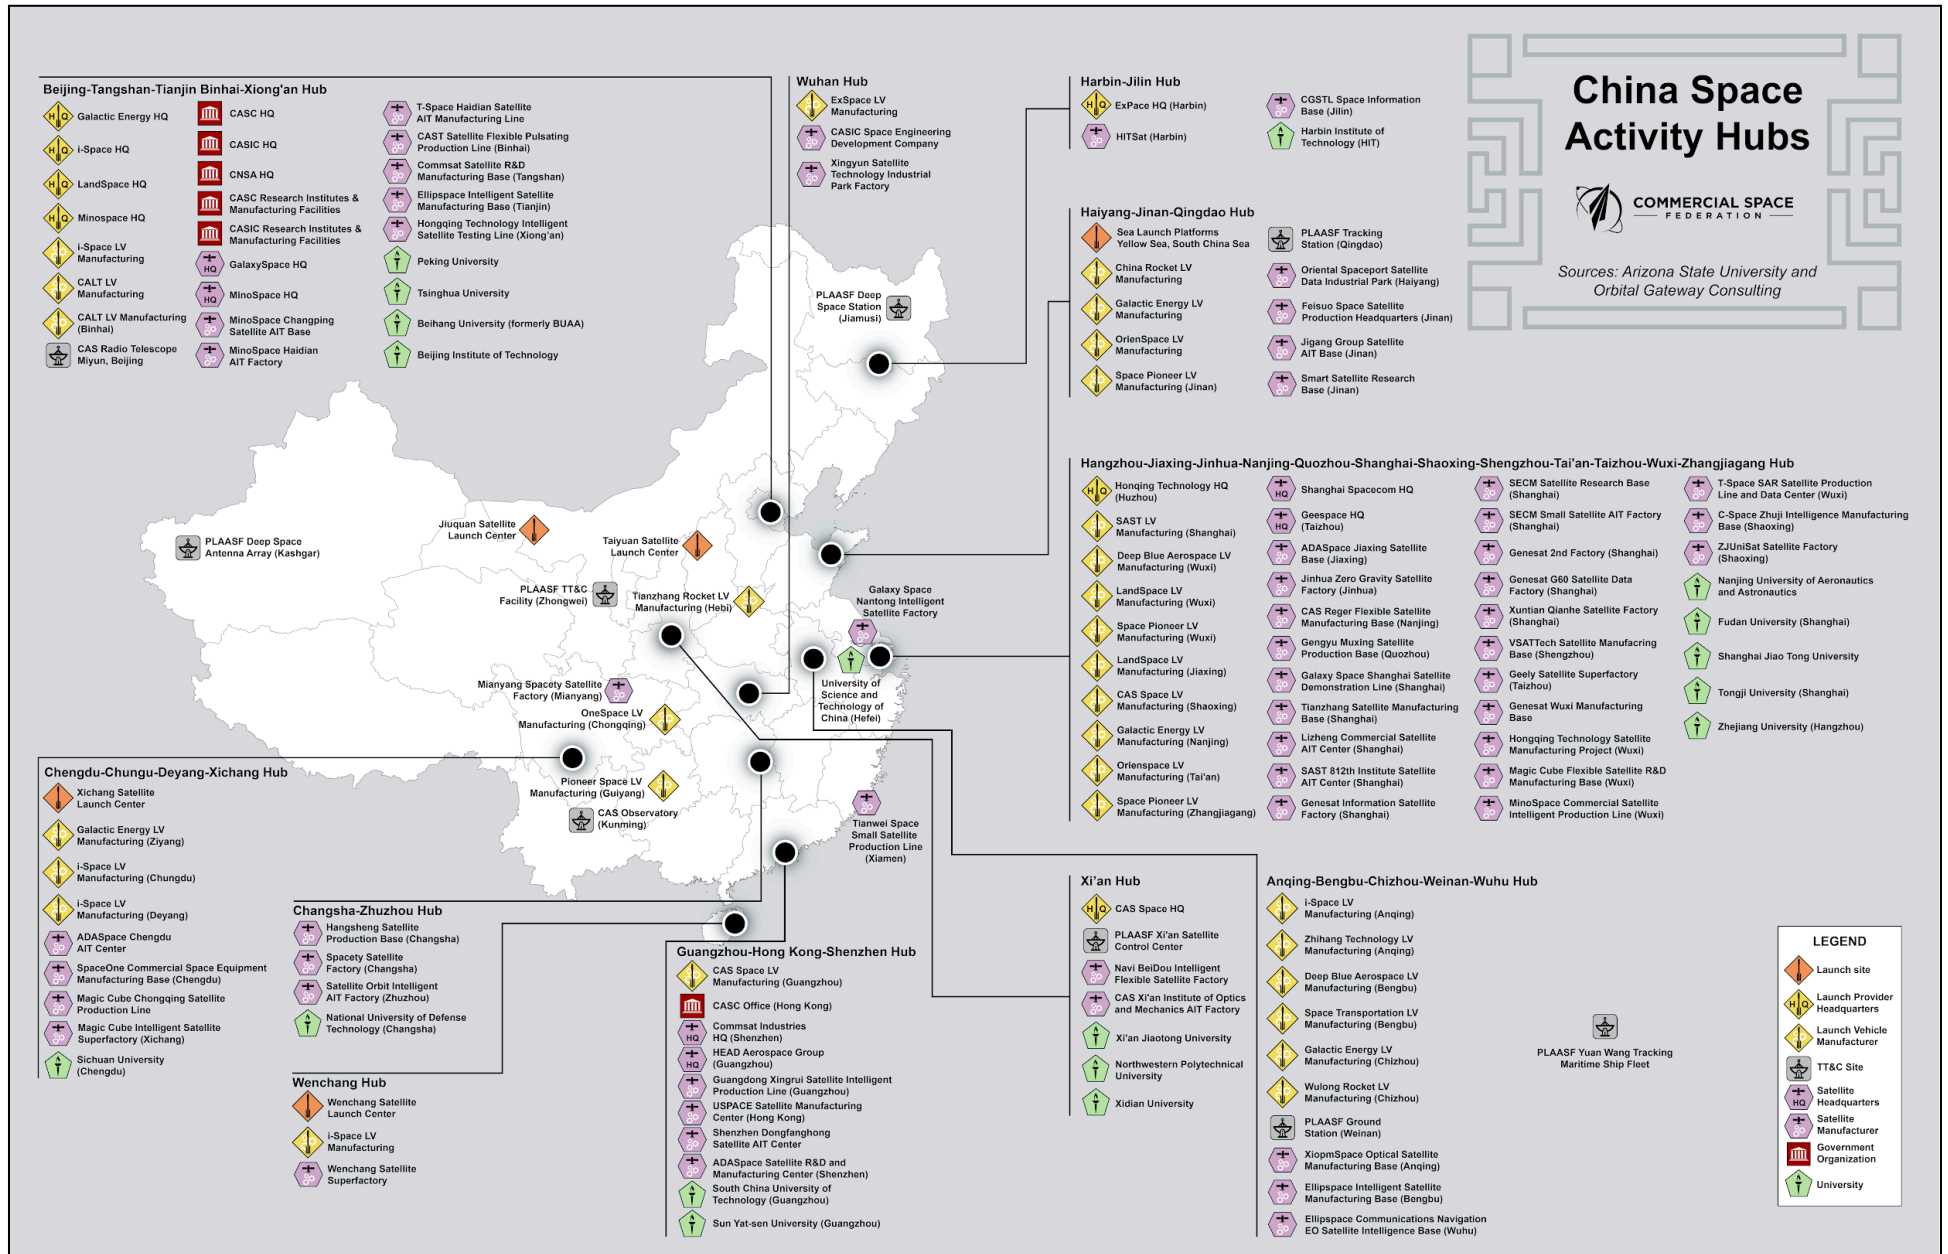 China Space
Activity Hubs
COMMERCIAL SPACE
FEDERATION
Sources: Arizona State University and
Orbital Gateway Consulting
Beijing-Tangshan-Tianjin Binhai-Xiong'an Hub
HQ
Galactic Energy HQ
HQ
i-Space HQ
HQ
LandSpace HQ
HQ
Minospace HQ
i-Space LV
Manufacturing
CALT LV
Manufacturing
CALT LV Manufacturing
(Binhai)
CAS Radio Telescope
Miyun, Beijing
CASC HQ
CASIC HQ
CNSA HQ
CASC Research Institutes &
Manufacturing Facilities
CASIC Research Institutes &
Manufacturing Facilities
HQ
GalaxySpace HQ
HQ
MinoSpace HQ
MinoSpace Changping
Satellite AIT Base
MinoSpace Haidian
AIT Factory
T-Space Haidian Satellite
AIT Manufacturing Line
CAST Satellite Flexible Pulsating
Production Line (Binhai)
Commsat Satellite R&D
Manufacturing Base (Tangshan)
Ellipspace Intelligent Satellite
Manufacturing Base (Tianjin)
Hongqing Technology Intelligent
Satellite Testing Line (Xiong'an)
Peking University
Tsinghua University
Beihang University (formerly BUAA)
Beijing Institute of Technology
Wuhan Hub
ExSpace LV
Manufacturing
CASIC Space Engineering
Development Company
Xingyun Satellite
Technology Industrial
Park Factory
Harbin-Jilin Hub
HQ
ExPace HQ (Harbin)
HITSat (Harbin)
CGSTL Space Information
Base (Jilin)
Harbin Institute of
Technology (HIT)
Haiyang-Jinan-Qingdao Hub
Sea Launch Platforms
Yellow Sea, South China Sea
China Rocket LV
Manufacturing
Galactic Energy LV
Manufacturing
OrienSpace LV
Manufacturing
Space Pioneer LV
Manufacturing (Jinan)
PLAASF Tracking
Station (Qingdao)
Oriental Spaceport Satellite
Data Industrial Park (Haiyang)
Feisuo Space Satellite
Production Headquarters (Jinan)
Jigang Group Satellite
AIT Base (Jinan)
Smart Satellite Research
Base (Jinan)
Hangzhou-Jiaxing-Jinhua-Nanjing-Quozhou-Shanghai-Shaoxing-Shengzhou-Tai'an-Taizhou-Wuxi-Zhangjiagang Hub
HQ
Honqing Technology HQ
(Huzhou)
SAST LV
Manufacturing (Shanghai)
Deep Blue Aerospace LV
Manufacturing (Wuxi)
LandSpace LV
Manufacturing (Wuxi)
Space Pioneer LV
Manufacturing (Wuxi)
LandSpace LV
Manufacturing (Jiaxing)
CAS Space LV
Manufacturing (Shaoxing)
Galactic Energy LV
Manufacturing (Nanjing)
Orienspace LV
Manufacturing (Tai'an)
Space Pioneer LV
Manufacturing (Zhangjiagang)
HQ
Shanghai Spacecom HQ
HQ
Geespace HQ
(Taizhou)
ADASpace Jiaxing Satellite
Base (Jiaxing)
Jinhua Zero Gravity Satellite
Factory (Jinhua)
CAS Reger Flexible Satellite
Manufacturing Base (Nanjing)
Gengyu Muxing Satellite
Production Base (Quozhou)
Galaxy Space Shanghai Satellite
Demonstration Line (Shanghai)
Tianzhang Satellite Manufacturing
Base (Shanghai)
Lizheng Commercial Satellite
AIT Center (Shanghai)
SAST 812th Institute Satellite
AIT Center (Shanghai)
Genesat Information Satellite
Factory (Shanghai)
SECM Satellite Research Base
(Shanghai)
SECM Small Satellite AIT Factory
(Shanghai)
Genesat 2nd Factory (Shanghai)
Genesat G60 Satellite Data
Factory (Shanghai)
Xuntian Qianhe Satellite Factory
(Shanghai)
VSATTech Satellite Manufacring
Base (Shengzhou)
Geely Satellite Superfactory
(Taizhou)
Genesat Wuxi Manufacturing
Base
Hongqing Technology Satellite
Manufacturing Project (Wuxi)
Magic Cube Flexible Satellite R&D
Manufacturing Base (Wuxi)
MinoSpace Commercial Satellite
Intelligent Production Line (Wuxi)
T-Space SAR Satellite Production
Line and Data Center (Wuxi)
C-Space Zhuji Intelligence Manufacturing
Base (Shaoxing)
ZJUniSat Satellite Factory
(Shaoxing)
Nanjing University of Aeronautics
and Astronautics
Fudan University (Shanghai)
Shanghai Jiao Tong University
Tongji University (Shanghai)
Zhejiang University (Hangzhou)
PLAASF Deep
Space Station
(Jiamusi)
Jiuquan Satellite
Launch Center
Taiyuan Satellite
Launch Center
PLAASF Deep Space
Antenna Array (Kashgar)
PLAASF TT&C
Facility (Zhongwei)
Tianzhang Rocket LV
Manufacturing (Hebi)
Galaxy Space
Nantong Intelligent
Satellite Factory
University of
Science and
Technology of
China (Hefei)
Mianyang Spacety Satellite
Factory (Mianyang)
OneSpace LV
Manufacturing (Chongqing)
Pioneer Space LV
Manufacturing (Guiyang)
CAS Observatory
(Kunming)
Tianwei Space
Small Satellite
Production Line
(Xiamen)
Chengdu-Chungu-Deyang-Xichang Hub
Xichang Satellite
Launch Center
Galactic Energy LV
Manufacturing (Ziyang)
i-Space LV
Manufacturing (Chungdu)
i-Space LV
Manufacturing (Deyang)
ADASpace Chengdu
AIT Center
SpaceOne Commercial Space Equipment
Manufacturing Base (Chengdu)
Magic Cube Chongqing Satellite
Production Line
Magic Cube Intelligent Satellite
Superfactory (Xichang)
Sichuan University
(Chengdu)
Changsha-Zhuzhou Hub
Hangsheng Satellite
Production Base (Changsha)
Spacety Satellite
Factory (Changsha)
Satellite Orbit Intelligent
AIT Factory (Zhuzhou)
National University of Defense
Technology (Changsha)
Wenchang Hub
Wenchang Satellite
Launch Center
i-Space LV
Manufacturing
Wenchang Satellite
Superfactory
Guangzhou-Hong Kong-Shenzhen Hub
CAS Space LV
Manufacturing (Guangzhou)
CASC Office (Hong Kong)
HQ
Commsat Industries
HQ (Shenzhen)
HQ
HEAD Aerospace Group
(Guangzhou)
Guangdong Xingrui Satellite Intelligent
Production Line (Guangzhou)
USPACE Satellite Manufacturing
Center (Hong Kong)
Shenzhen Dongfanghong
Satellite AIT Center
ADASpace Satellite R&D and
Manufacturing Center (Shenzhen)
South China University of
Technology (Guangzhou)
Sun Yat-sen University (Guangzhou)
Xi'an Hub
HQ
CAS Space HQ
PLAASF Xi'an Satellite
Control Center
Navi BeiDou Intelligent
Flexible Satellite Factory
CAS Xi'an Institute of Optics
and Mechanics AIT Factory
Xi'an Jiaotong University
Northwestern Polytechnical
University
Xidian University
Anqing-Bengbu-Chizhou-Weinan-Wuhu Hub
i-Space LV
Manufacturing (Anqing)
Zhihang Technology LV
Manufacturing (Anqing)
Deep Blue Aerospace LV
Manufacturing (Bengbu)
Space Transportation LV
Manufacturing (Bengbu)
Galactic Energy LV
Manufacturing (Chizhou)
Wulong Rocket LV
Manufacturing (Chizhou)
PLAASF Ground
Station (Weinan)
XiopmSpace Optical Satellite
Manufacturing Base (Anqing)
Ellipspace Intelligent Satellite
Manufacturing Base (Bengbu)
Ellipspace Communications Navigation
EO Satellite Intelligence Base (Wuhu)
PLAASF Yuan Wang Tracking
Maritime Ship Fleet
LEGEND
Launch site
HQ
Launch Provider
Headquarters
Launch Vehicle
Manufacturer
TT&C Site
HQ
Satellite
Headquarters
Satellite
Manufacturer
Government
Organization
University